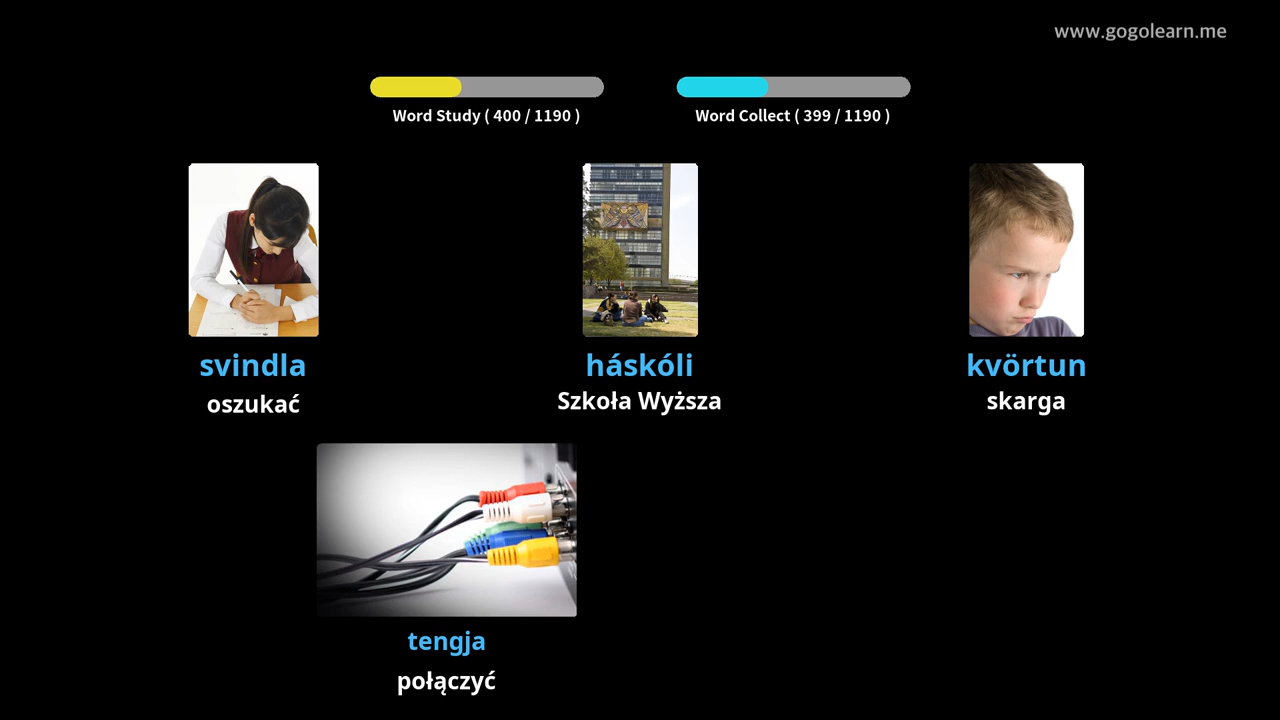 www.gogolearn.me
Word Study ( 400 / 1190 )
Word Collect ( 399 / 1190 )
svindla
oszukać
háskóli
Szkoła Wyższa
kvörtun
skarga
tengja
połączyć